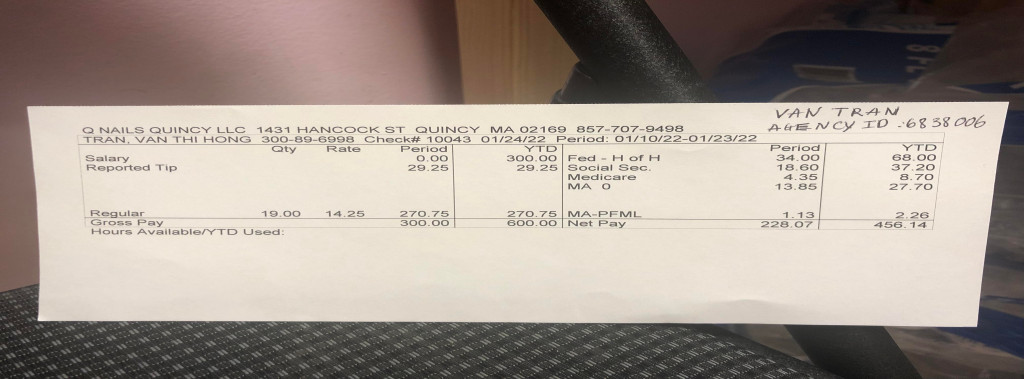 VAN TRAN
AGENCY ID :6838006
Q NAILS QUINCY LLC 1431 HANCOCK ST QUINCY MA 02169 857-707-9498
TRAN, VAN THI HONG 300-89-6998 Check# 10043 01/24/22 Period: 01/10/22-01/23/22
Qty Rate Period YTD Period YTD
Salary 0.00 300.00 Fed - H of H 34.00 68.00
Reported Tip 29.25 29.25 Social Sec. 18.60 37.20
Medicare 4.35 8.70
MA 0 13.85 27.70
Regular 19.00 14.25 270.75 270.75 MA-PFML 1.13 2.26
Gross Pay 300.00 600.00 Net Pay 228.07 456.14
Hours Available/YTD Used: